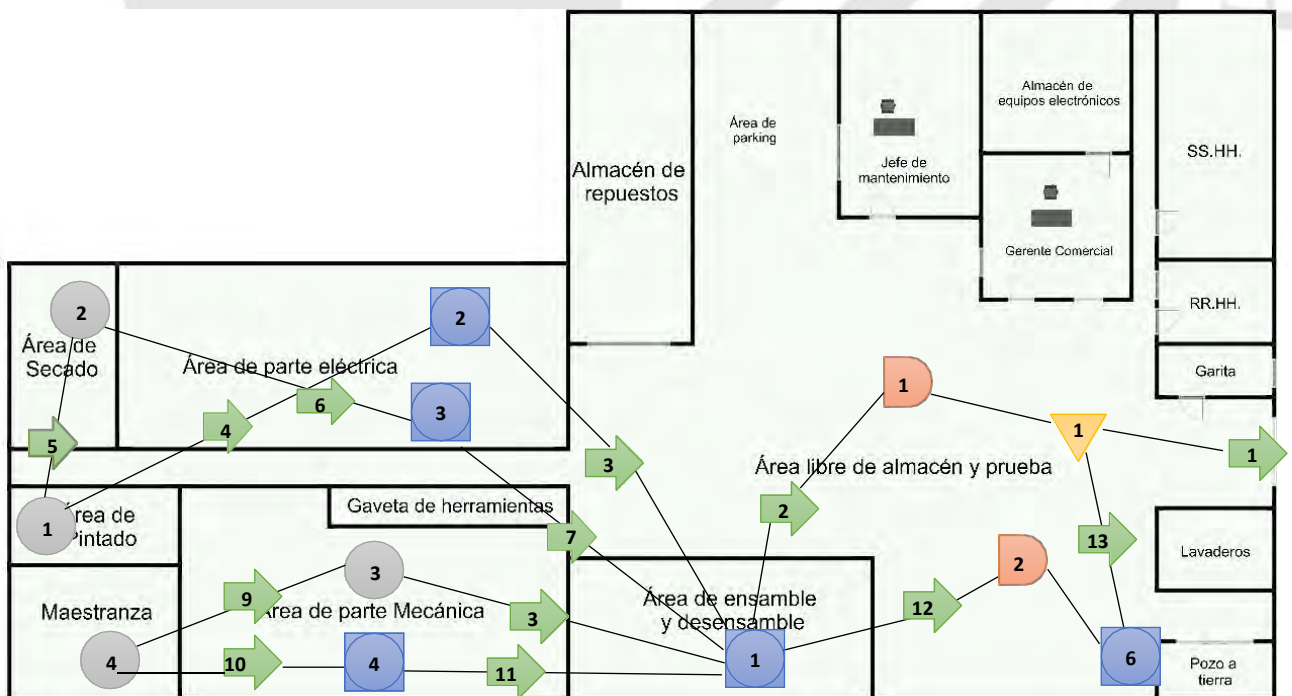 Almacén de
equipos electrónicos
Área de
parking
SS.HH.
Almacén de
repuestos
Jefe de
mantenimiento
Gerente Comercial
RR.HH.
2
2
Área de
Secado
Área de parte eléctrica
Garita
1
6
3
4
1
5
1
3
Área libre de almacén y prueba
2
Gaveta de herramientas
1
rea de
intado
7
13
Lavaderos
2
3
9
Maestranza
rea de parte Mecánica
3
Área de ensamble
y desensamble
12
4
10
4
11
1
6
Pozo a
tierra